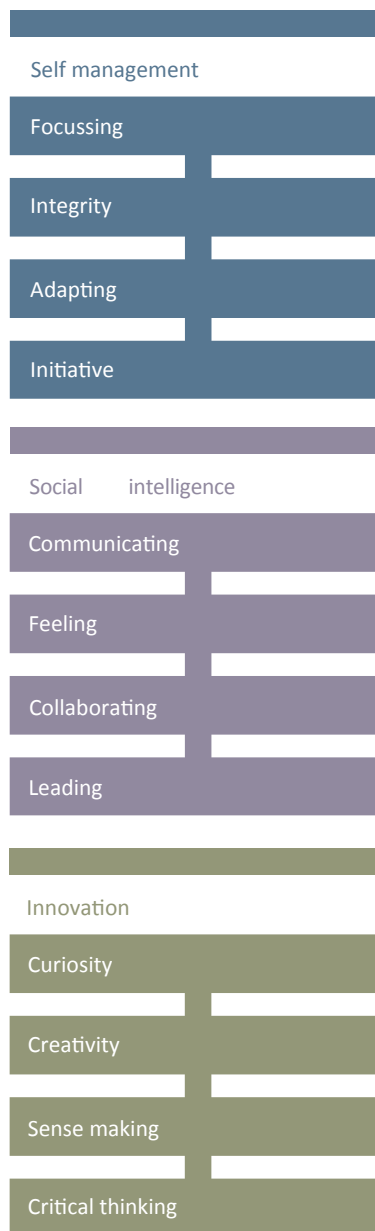 Self management
Focussing
Integrity
Adapting
Initiative
Social intelligence
Communicating
Feeling
Collaborating
Leading
Innovation
Curiosity
Creativity
Sense making
Critical thinking